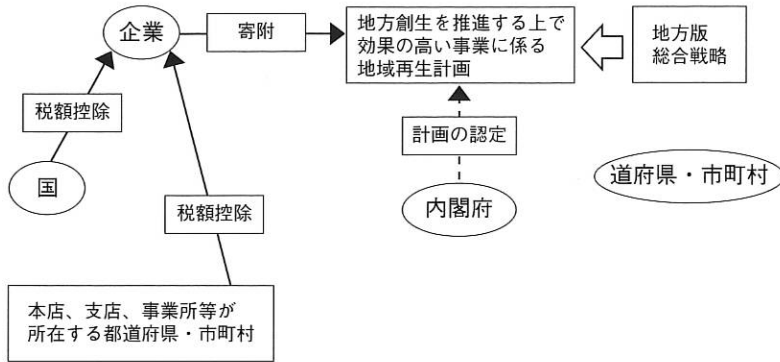 企業
寄附
地方創生を推進する上で
効果の高い事業に係る
地域再生計画
地方版
総合戦略
税額控除
計画の認定
国
税額控除
内閣府
道府県・市町村
本店、支店、事業所等が
所在する都道府県・市町村